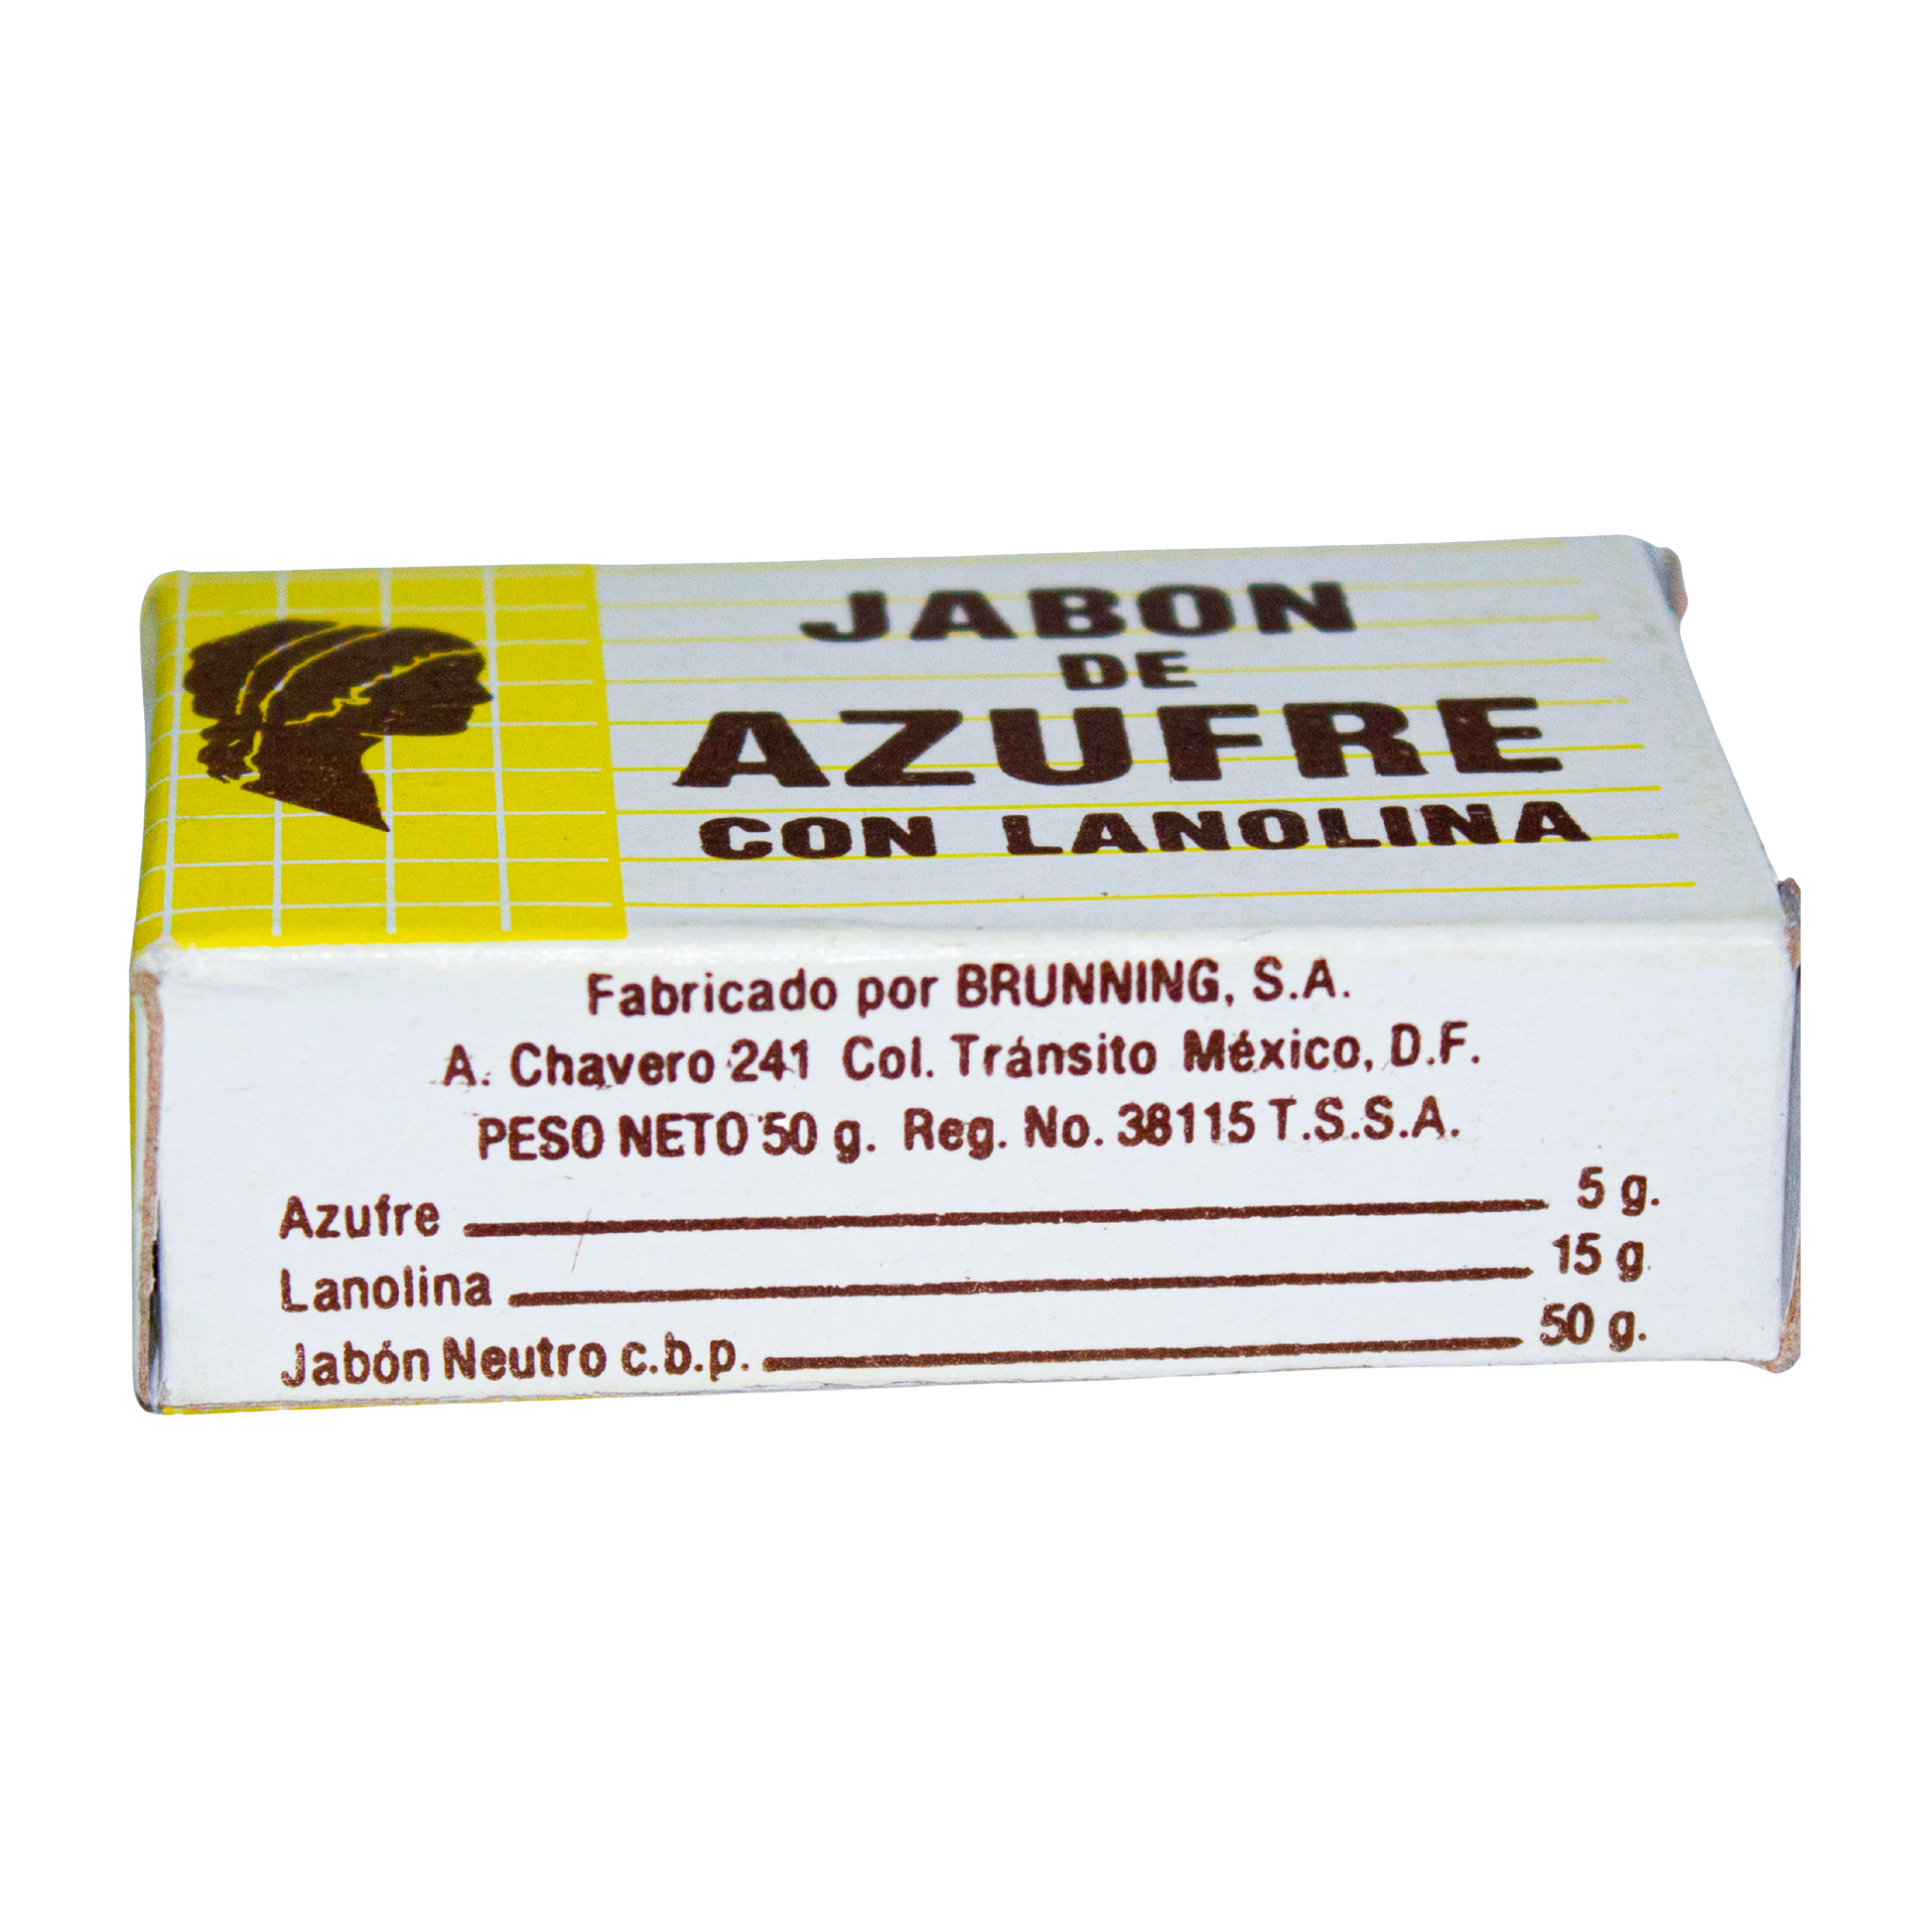 JABON
DE
AZUFRE
CON LANOLINA
Fabricado por BRUNNING, S.A.
A. Chavero 241 Col. Tránsito México, D.F.
PESO NETO 50 g. Reg. No. 38115 T.S.S.A.
Azufre 5 g.
Lanolina 15 g
Jabón Neutro c.b.p. 50 g.